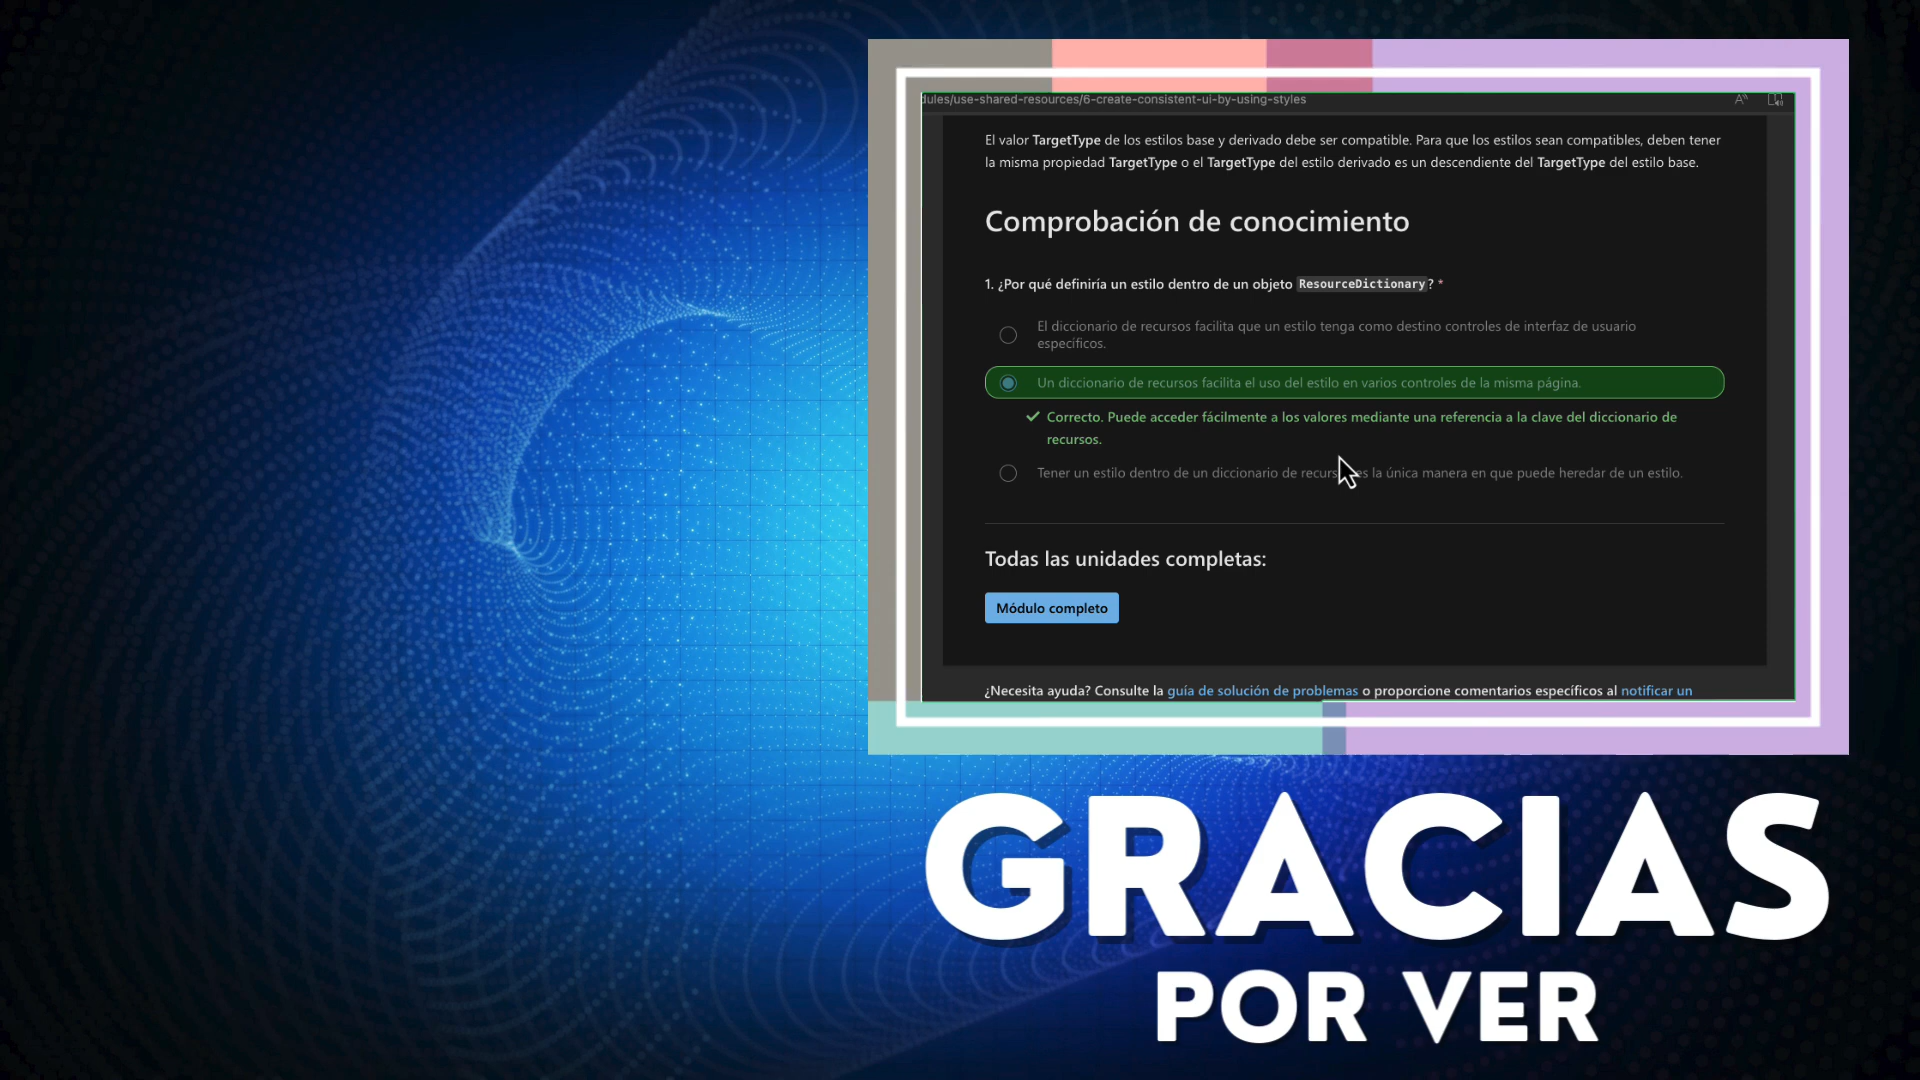 dules/use-shared-resources/6-create-consistent-ui-by-using-styles
El valor TargetType de los estilos base y derivado debe ser compatible. Para que los estilos sean compatibles, deben tener
la misma propiedad TargetType o el TargetType del estilo derivado es un descendiente del TargetType del estilo base.
Comprobación de conocimiento
1. ¿Por qué definiría un estilo dentro de un objeto ResourceDictionary? *
El diccionario de recursos facilita que un estilo tenga como destino controles de interfaz de usuario
específicos.
Un diccionario de recursos facilita el uso del estilo en varios controles de la misma página.
Correcto. Puede acceder fácilmente a los valores mediante una referencia a la clave del diccionario de
recursos.
Tener un estilo dentro de un diccionario de recursos es la única manera en que puede heredar de un estilo.
Todas las unidades completas:
Módulo completo
¿Necesita ayuda? Consulte la guía de solución de problemas o proporcione comentarios específicos al notificar un
GRACIAS
POR VER